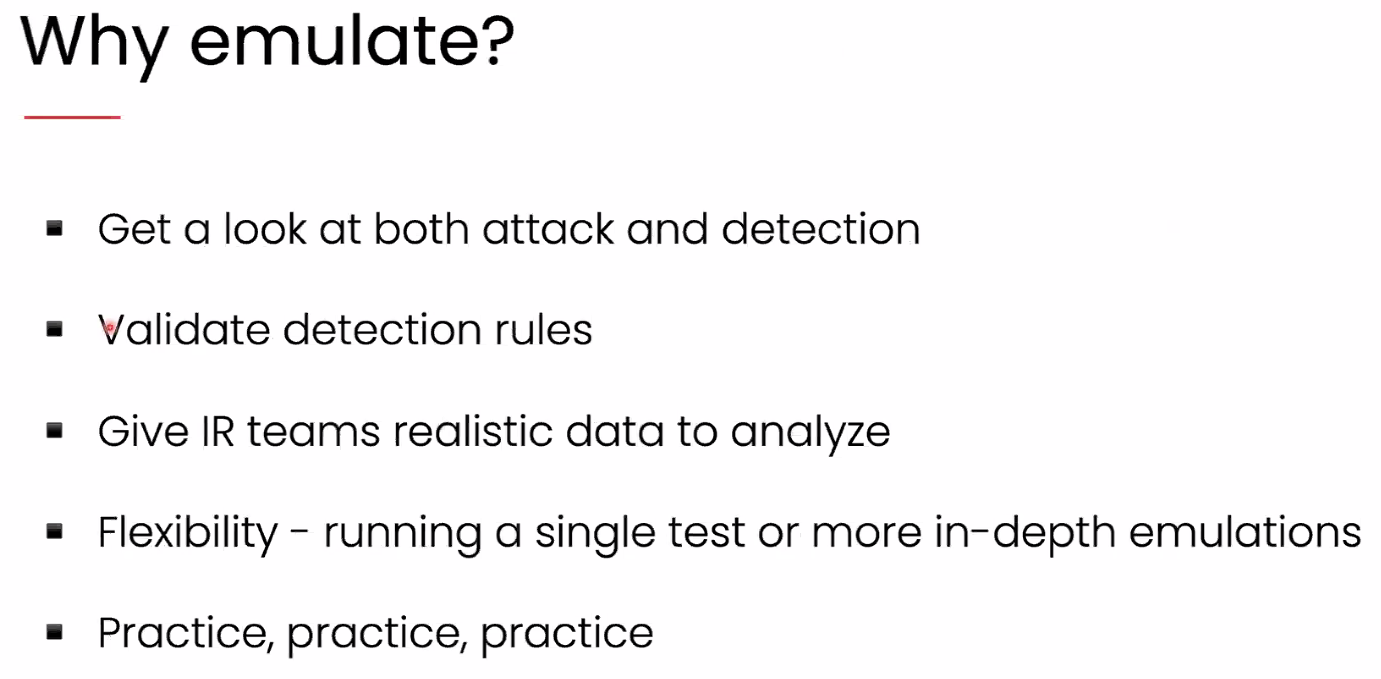 Why emulate?
▪ Get a look at both attack and detection
▪ Validate detection rules
▪ Give IR teams realistic data to analyze
▪ Flexibility - running a single test or more in-depth emulations
▪ Practice, practice, practice